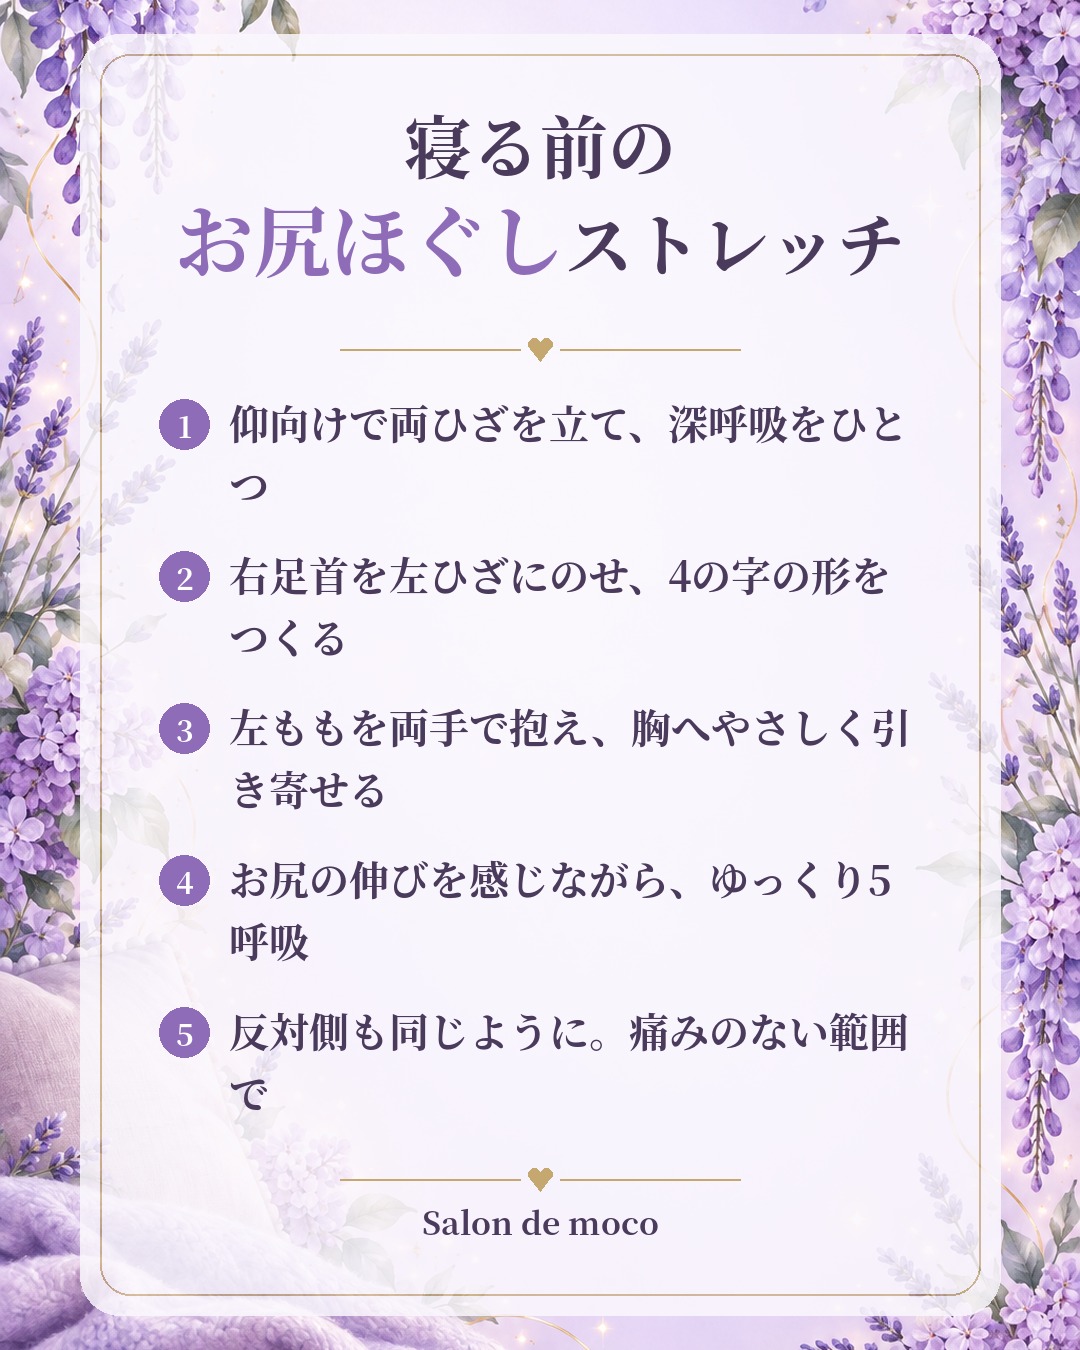 寝る前の
お尻ほぐしストレッチ
1 仰向けで両ひざを立て、深呼吸をひと
つ
2 右足首を左ひざにのせ、4の字の形を
つくる
3 左ももを両手で抱え、胸へやさしく引
き寄せる
4 お尻の伸びを感じながら、ゆっくり5
呼吸
5 反対側も同じように。痛みのない範囲
で
Salon de moco